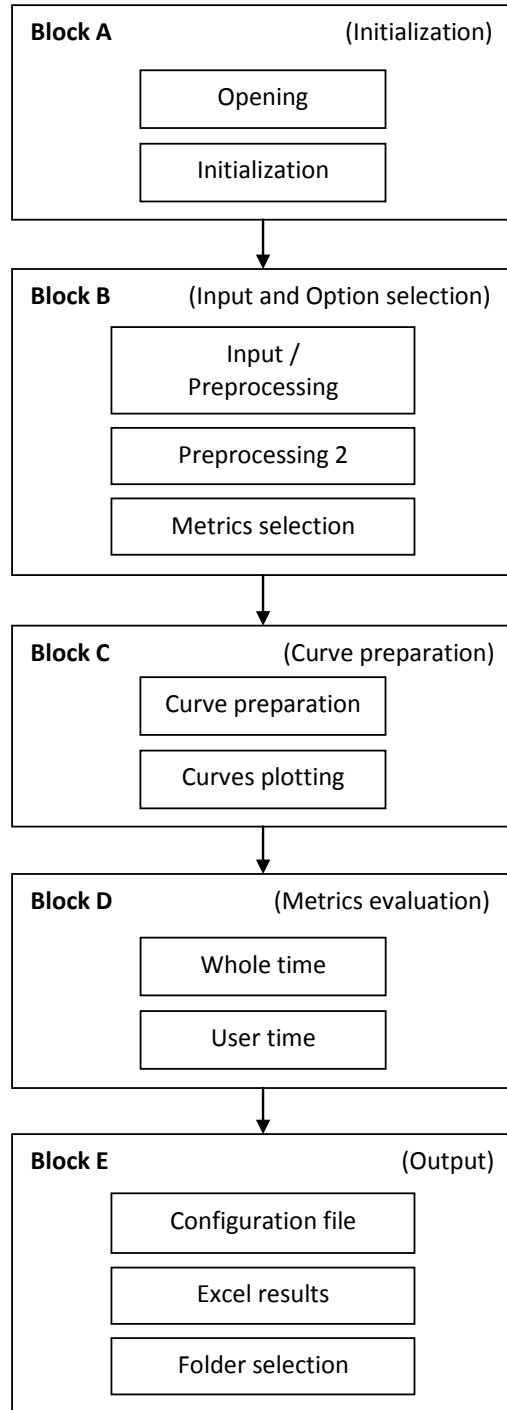 Block A (Initialization)
Opening
Initialization
Block B (Input and Option selection)
Input /
Preprocessing
Preprocessing 2
Metrics selection
Block C (Curve preparation)
Curve preparation
Curves plotting
Block D (Metrics evaluation)
Whole time
User time
Block E (Output)
Configuration file
Excel results
Folder selection